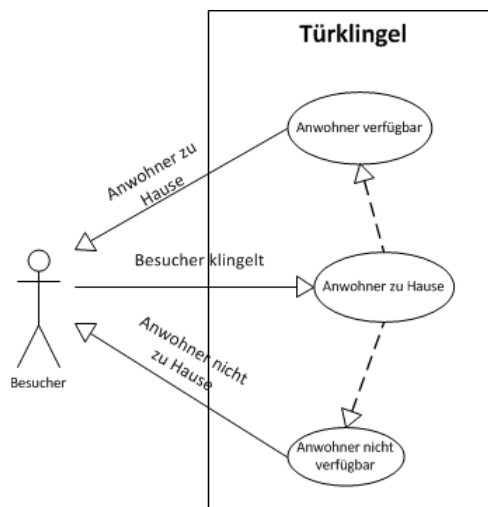 Türklingel
Anwohner verfügbar
Anwohner zu
Hause
Besucher klingelt
Anwohner zu Hause
Anwohner nicht
zu Hause
Besucher
Anwohner nicht
verfügbar